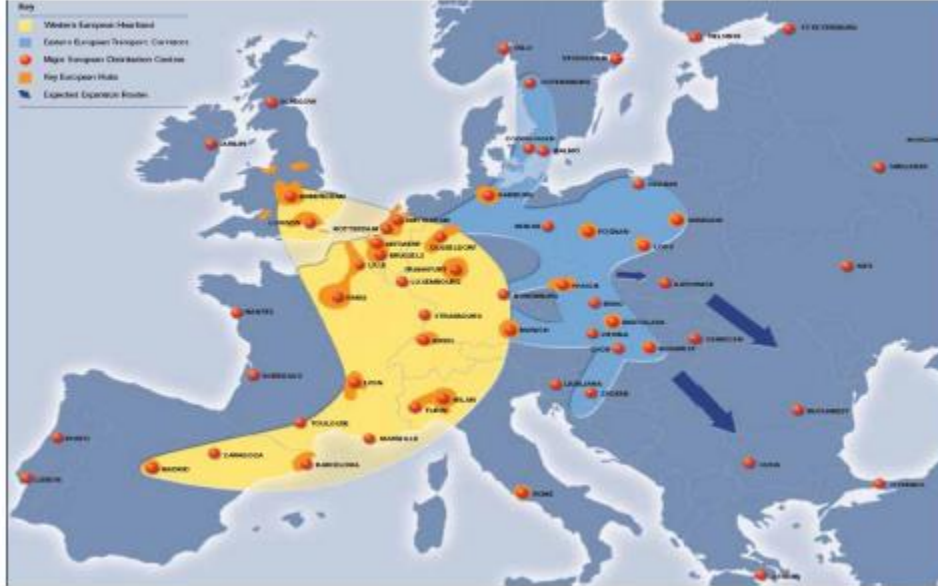 Key
Western European Heartland
Eastern European Transport Corridors
Major European Distribution Centres
Key European Hubs
Expected Expansion Routes
OSLO
HELSINKI
ST PETERSBURG
STOCKHOLM
GOTHENBURG
GLASGOW
DUBLIN
COPENHAGEN
MALMO
GDANSK
BIRMINGHAM
HAMBURG
LONDON
AMSTERDAM
ROTTERDAM
BERLIN
POZNAN
WARSAW
LODZ
ANTWERP
DUSSELDORF
BRUSSELS
LILLE
FRANKFURT
LUXEMBOURG
KIEV
PRAGUE
KATOWICE
PARIS
NUREMBERG
BRNO
NANTES
STRASBOURG
BRATISLAVA
MUNICH
VIENNA
BASEL
GYOR
BUDAPEST
DEBRECEN
BORDEAUX
LYON
LJUBLJANA
ZAGREB
MILAN
TURIN
BUCHAREST
TOULOUSE
MARSEILLE
PORTO
ZARAGOZA
BARCELONA
MADRID
SOFIA
LISBON
ROME
ISTANBUL